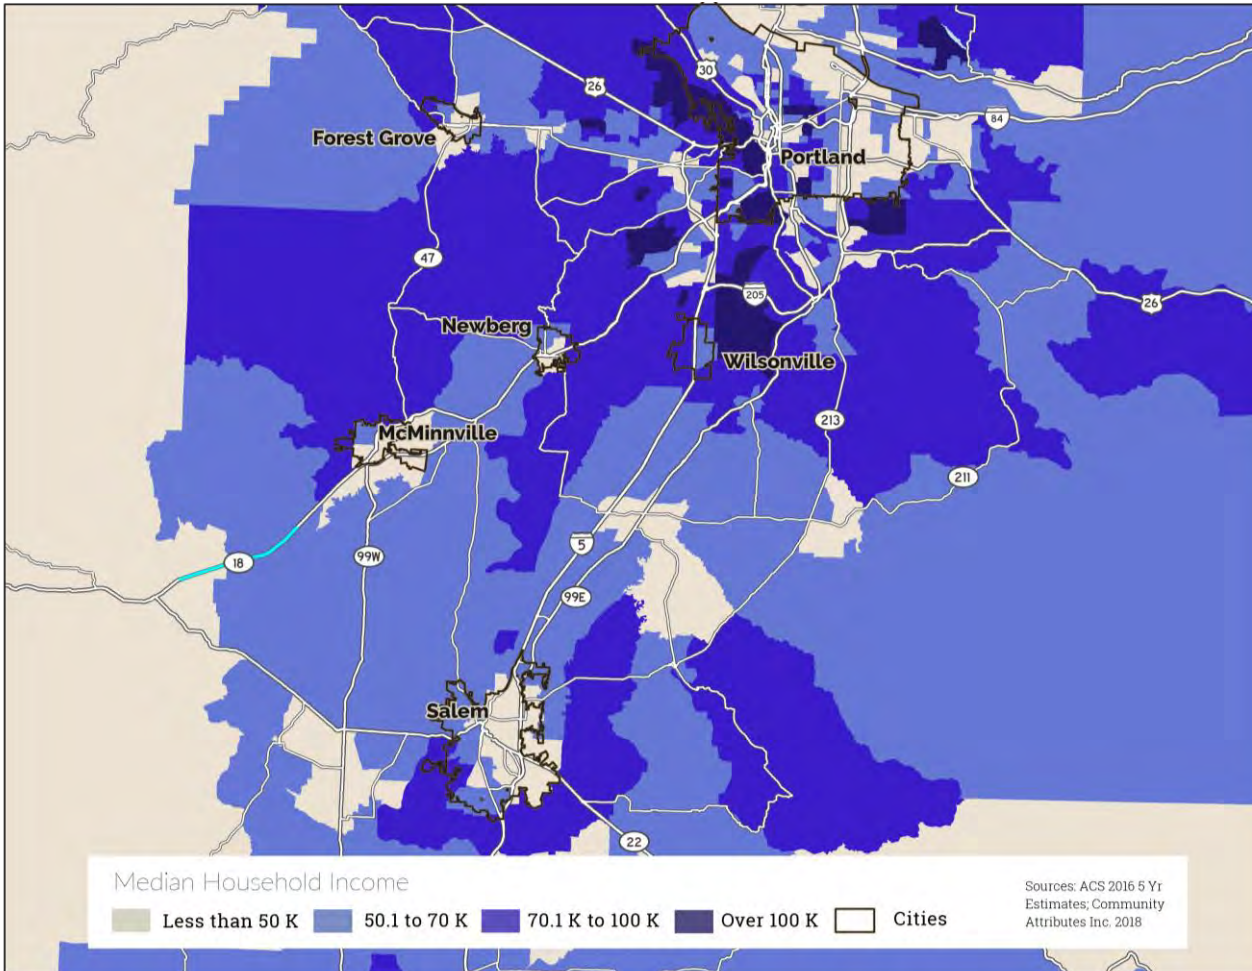 30
26
84
Forest Grove
Portland
47
205
26
Newberg
Wilsonville
213
McMinnville
211
5
18
99W
99E
Salem
22
Median Household Income
Less than 50 K
50.1 to 70 K
70.1 K to 100 K
Over 100 K
Cities
Sources: ACS 2016 5 Yr
Estimates; Community
Attributes Inc. 2018